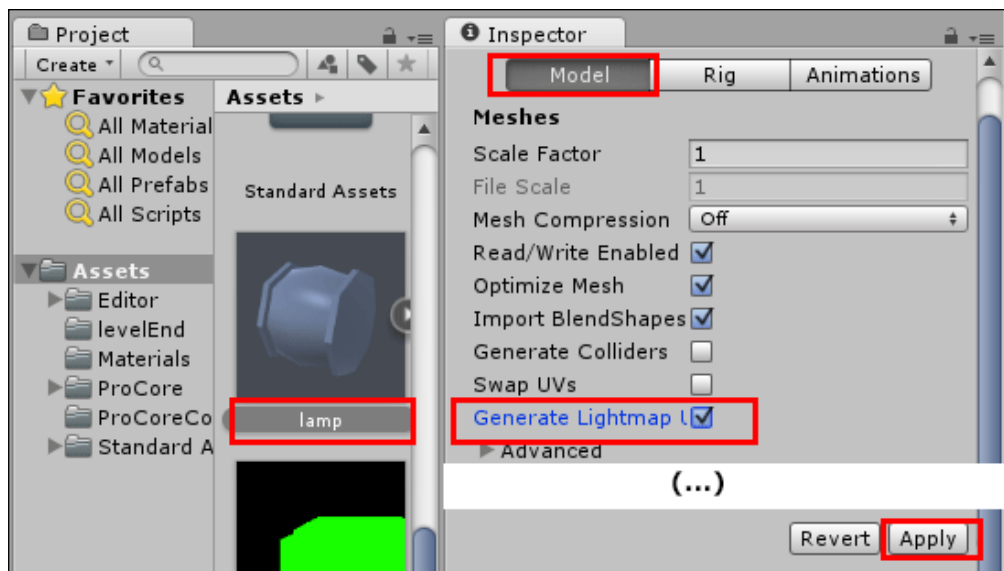 Project
Create
Favorites
All Material
All Models
All Prefabs
All Scripts
Assets
Editor
levelEnd
Materials
ProCore
ProCoreCo
Standard A
Assets
Standard Assets
lamp
Inspector
Model Rig Animations
Meshes
Scale Factor 1
File Scale 1
Mesh Compression Off
Read/Write Enabled
Optimize Mesh
Import BlendShapes
Generate Colliders
Swap UVs
Generate Lightmap U
Advanced
(...)
Revert Apply